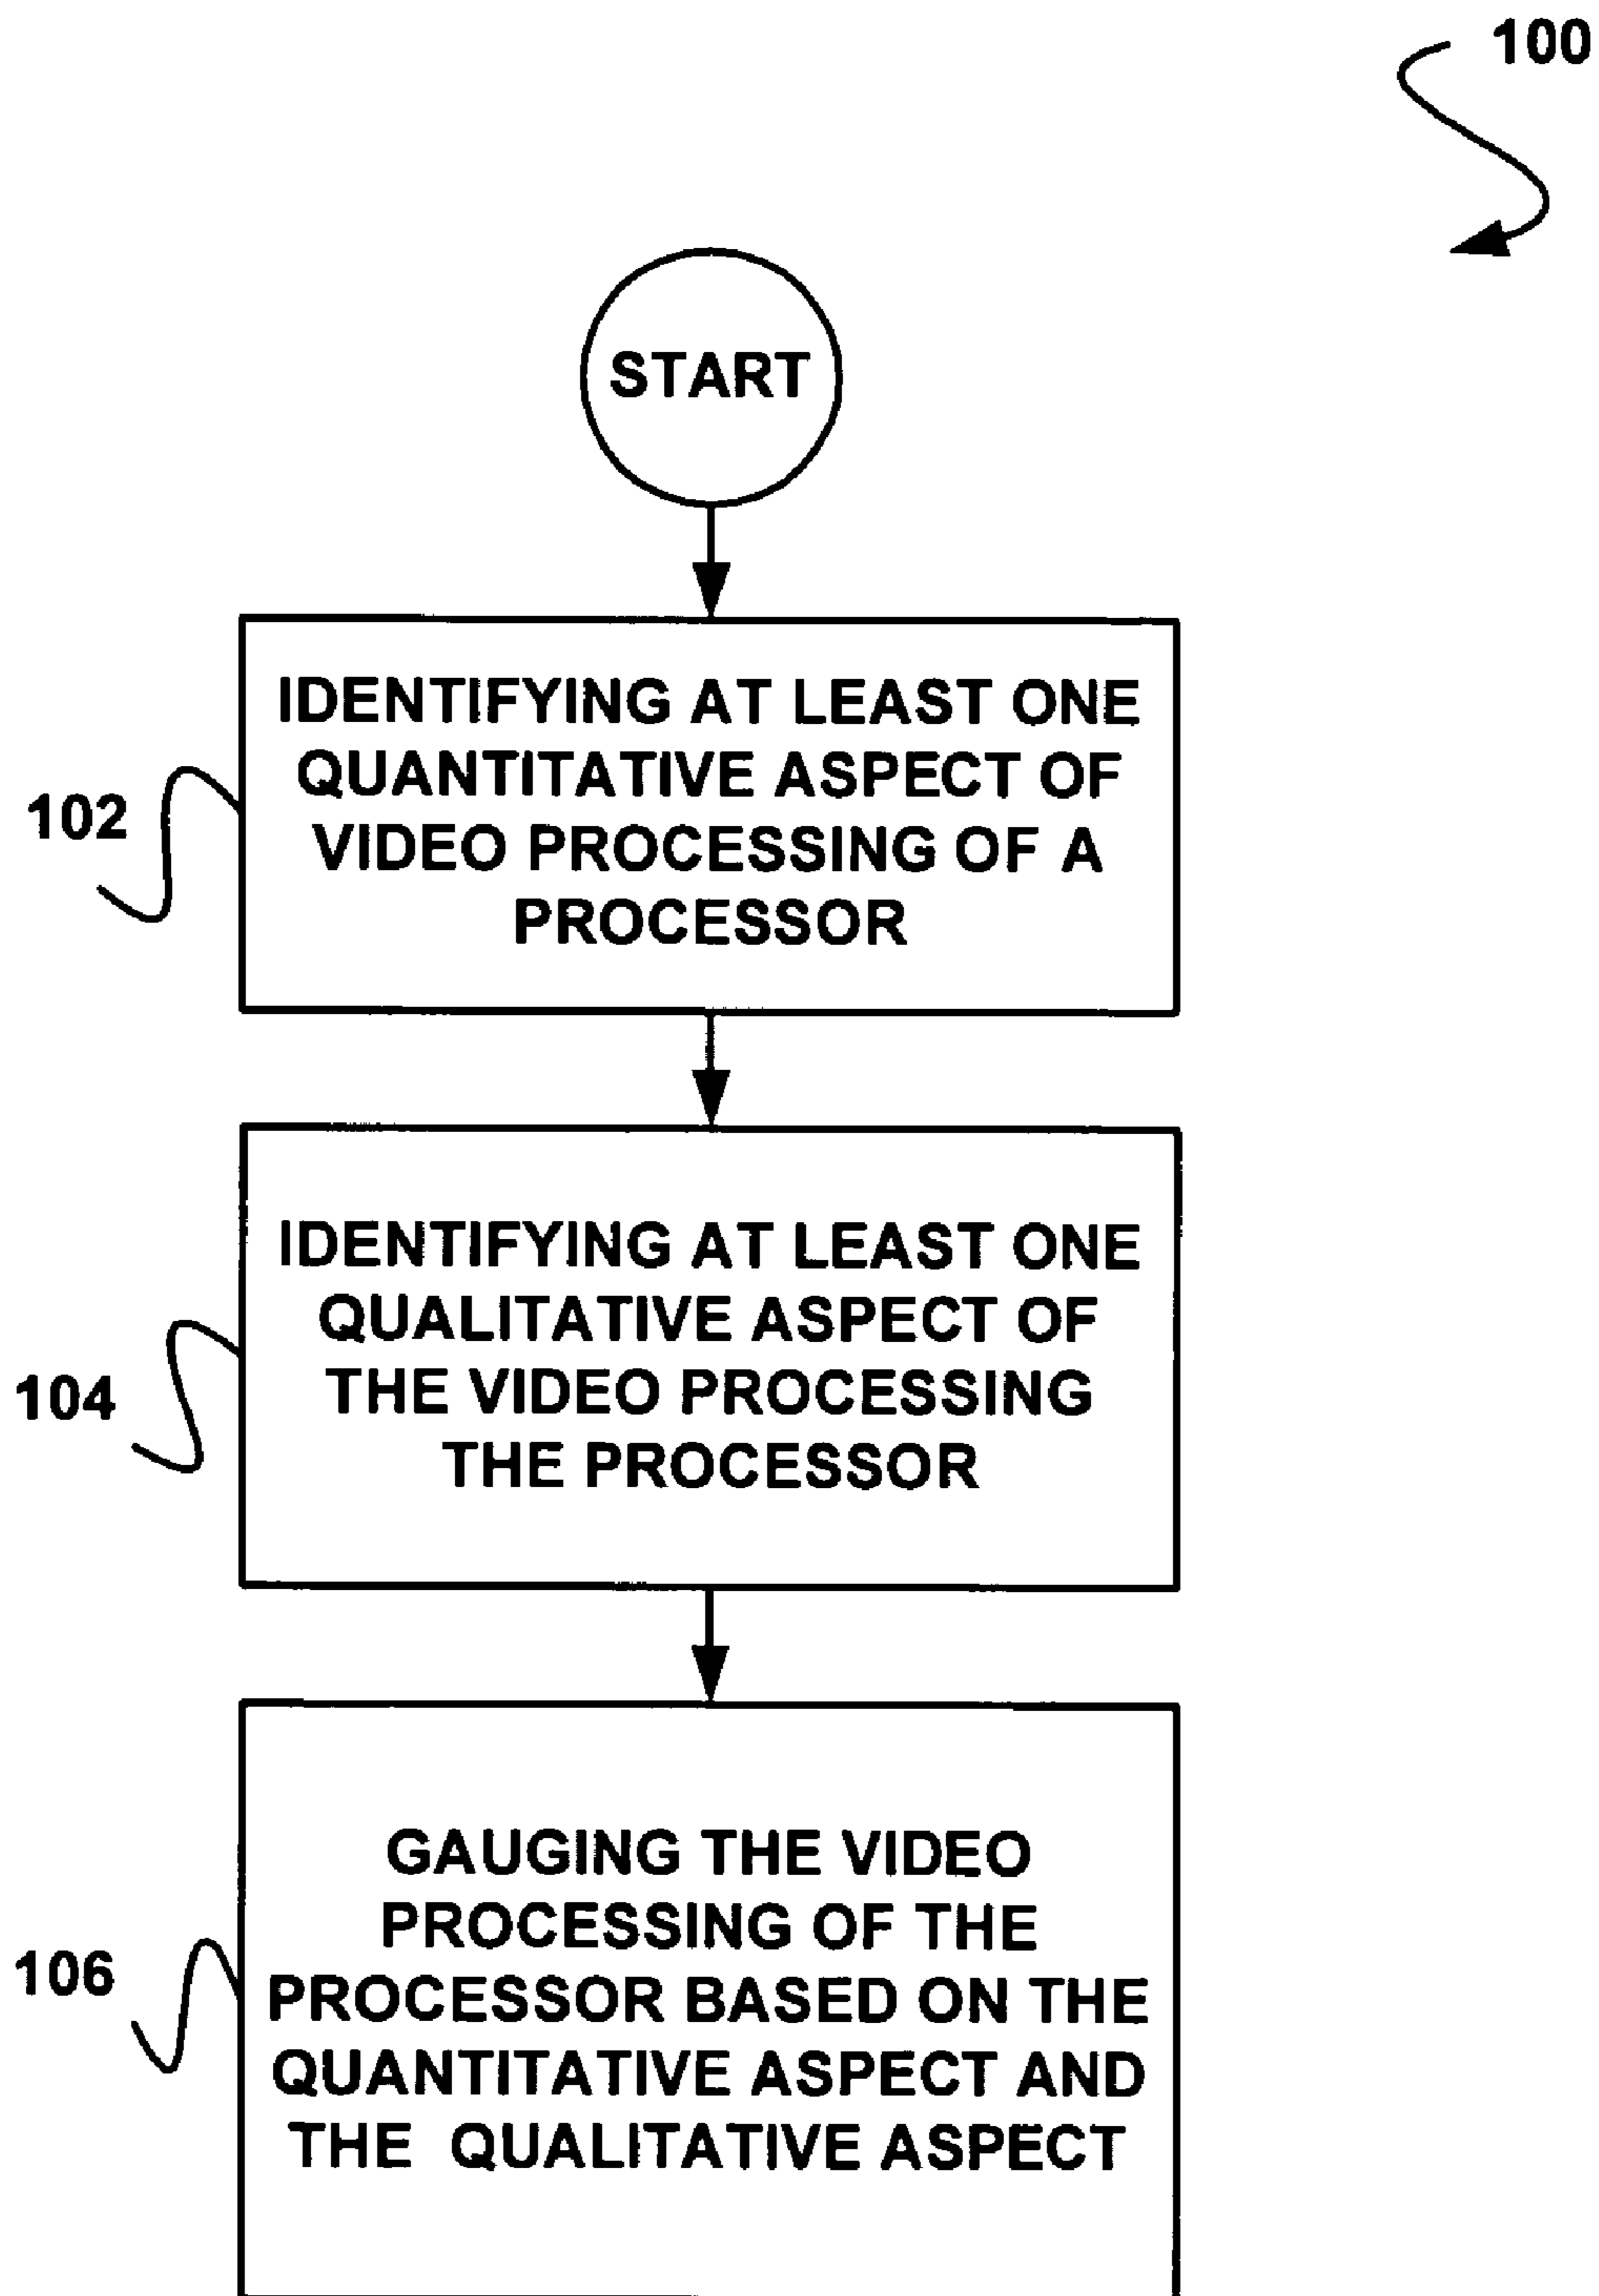 100
START
IDENTIFYING AT LEAST ONE
QUANTITATIVE ASPECT OF
VIDEO PROCESSING OF A
PROCESSOR
102
IDENTIFYING AT LEAST ONE
QUALITATIVE ASPECT OF
THE VIDEO PROCESSING
THE PROCESSOR
104
GAUGING THE VIDEO
PROCESSING OF THE
PROCESSOR BASED ON THE
QUANTITATIVE ASPECT AND
THE QUALITATIVE ASPECT
106